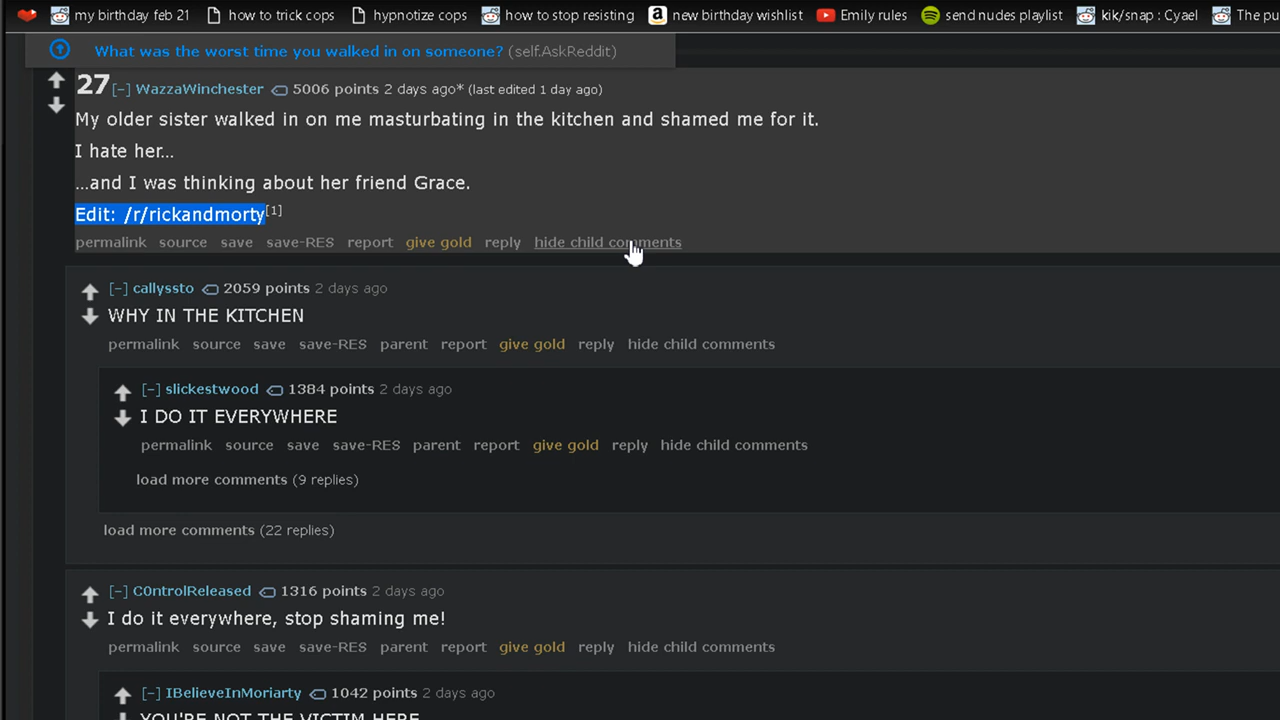 my birthday feb 21 how to trick cops hypnotize cops how to stop resisting new birthday wishlist Emily rules send nudes playlist kik/snap : Cyael The pu
What was the worst time you walked in on someone? (self.AskReddit)
27 [–] WazzaWinchester 5006 points 2 days ago* (last edited 1 day ago)
My older sister walked in on me masturbating in the kitchen and shamed me for it.
I hate her...
...and I was thinking about her friend Grace.
Edit: /r/rickandmorty[1]
permalink source save save-RES report give gold reply hide child comments
[–] callyssto 2059 points 2 days ago
WHY IN THE KITCHEN
permalink source save save-RES parent report give gold reply hide child comments
[–] slickestwood 1384 points 2 days ago
I DO IT EVERYWHERE
permalink source save save-RES parent report give gold reply hide child comments
load more comments (9 replies)
load more comments (22 replies)
[–] C0ntrolReleased 1316 points 2 days ago
I do it everywhere, stop shaming me!
permalink source save save-RES parent report give gold reply hide child comments
[–] IBelieveInMoriarty 1042 points 2 days ago
YOU'RE NOT THE VICTIM HERE